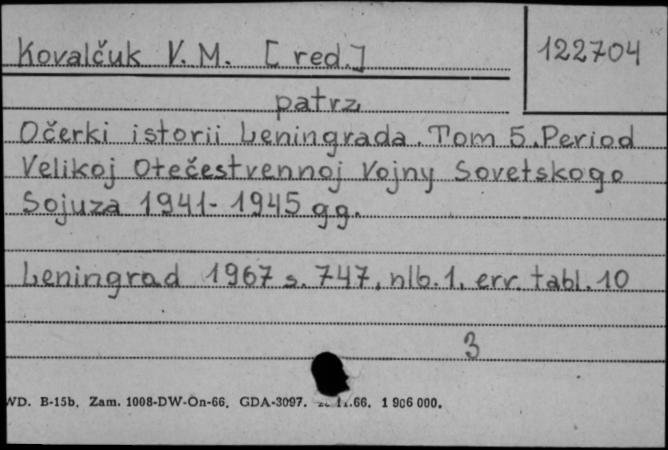 Kovalčuk V. M. [red.]
122704
patrz
Očerki istorii Leningrada. Tom 5. Period
Velikoj Otečestvennoj Vojny Sovetskogo
Sojuza 1941-1945 gg.
Leningrad 1967 s. 747, nlb. 1, err. tabl. 10
3
WD. B-15b. Zam. 1008-DW-On-66. GDA-3097. 11.66. 1 906 000.